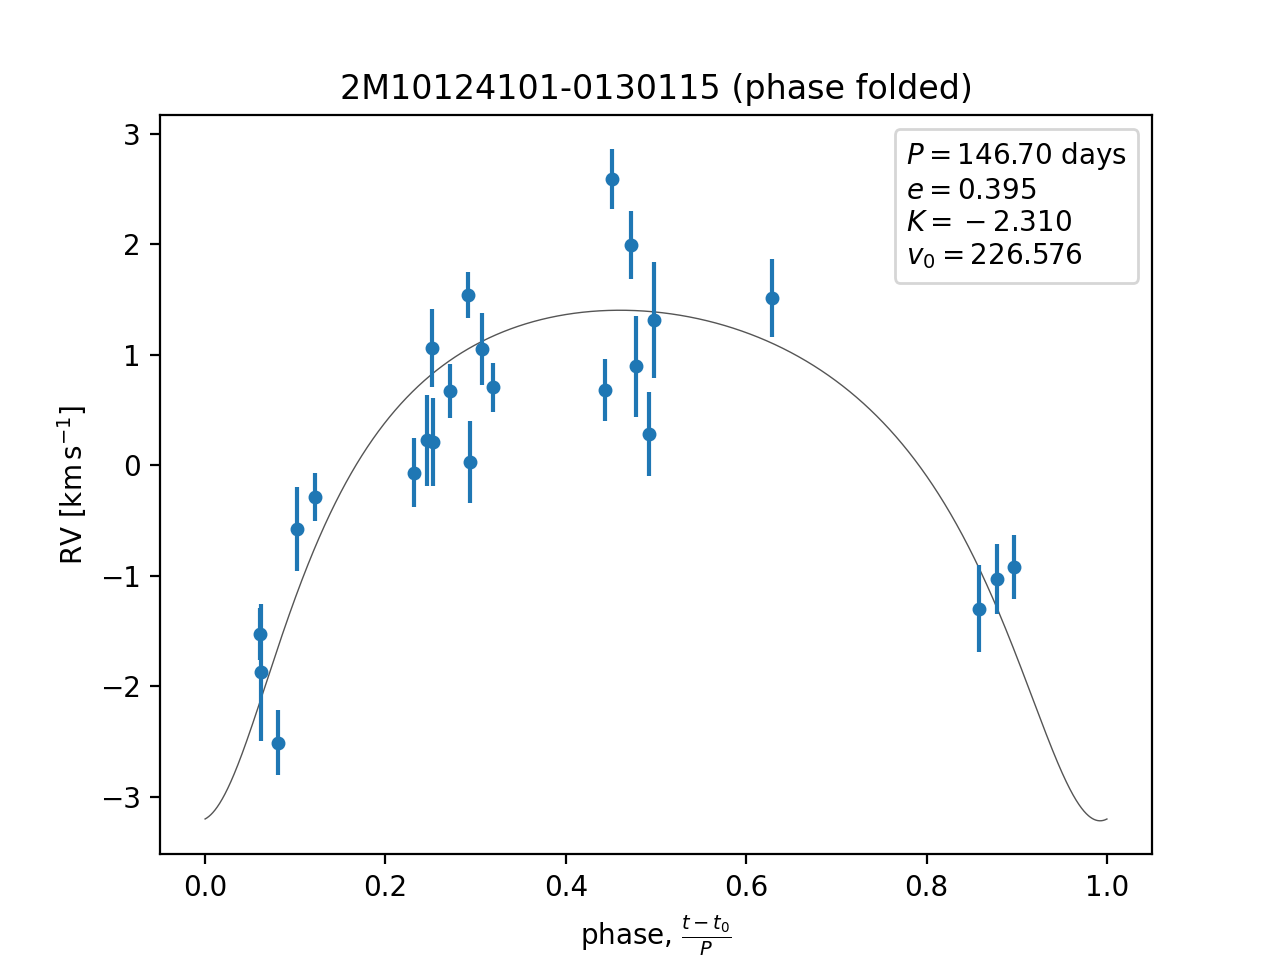 2M10124101-0130115 (phase folded)
P = 146.70 days
e = 0.395
K = −2.310
v₀ = 226.576
RV [km s⁻¹]
3
2
1
0
−1
−2
−3
0.0 0.2 0.4 0.6 0.8 1.0
phase, (t − t₀)/P